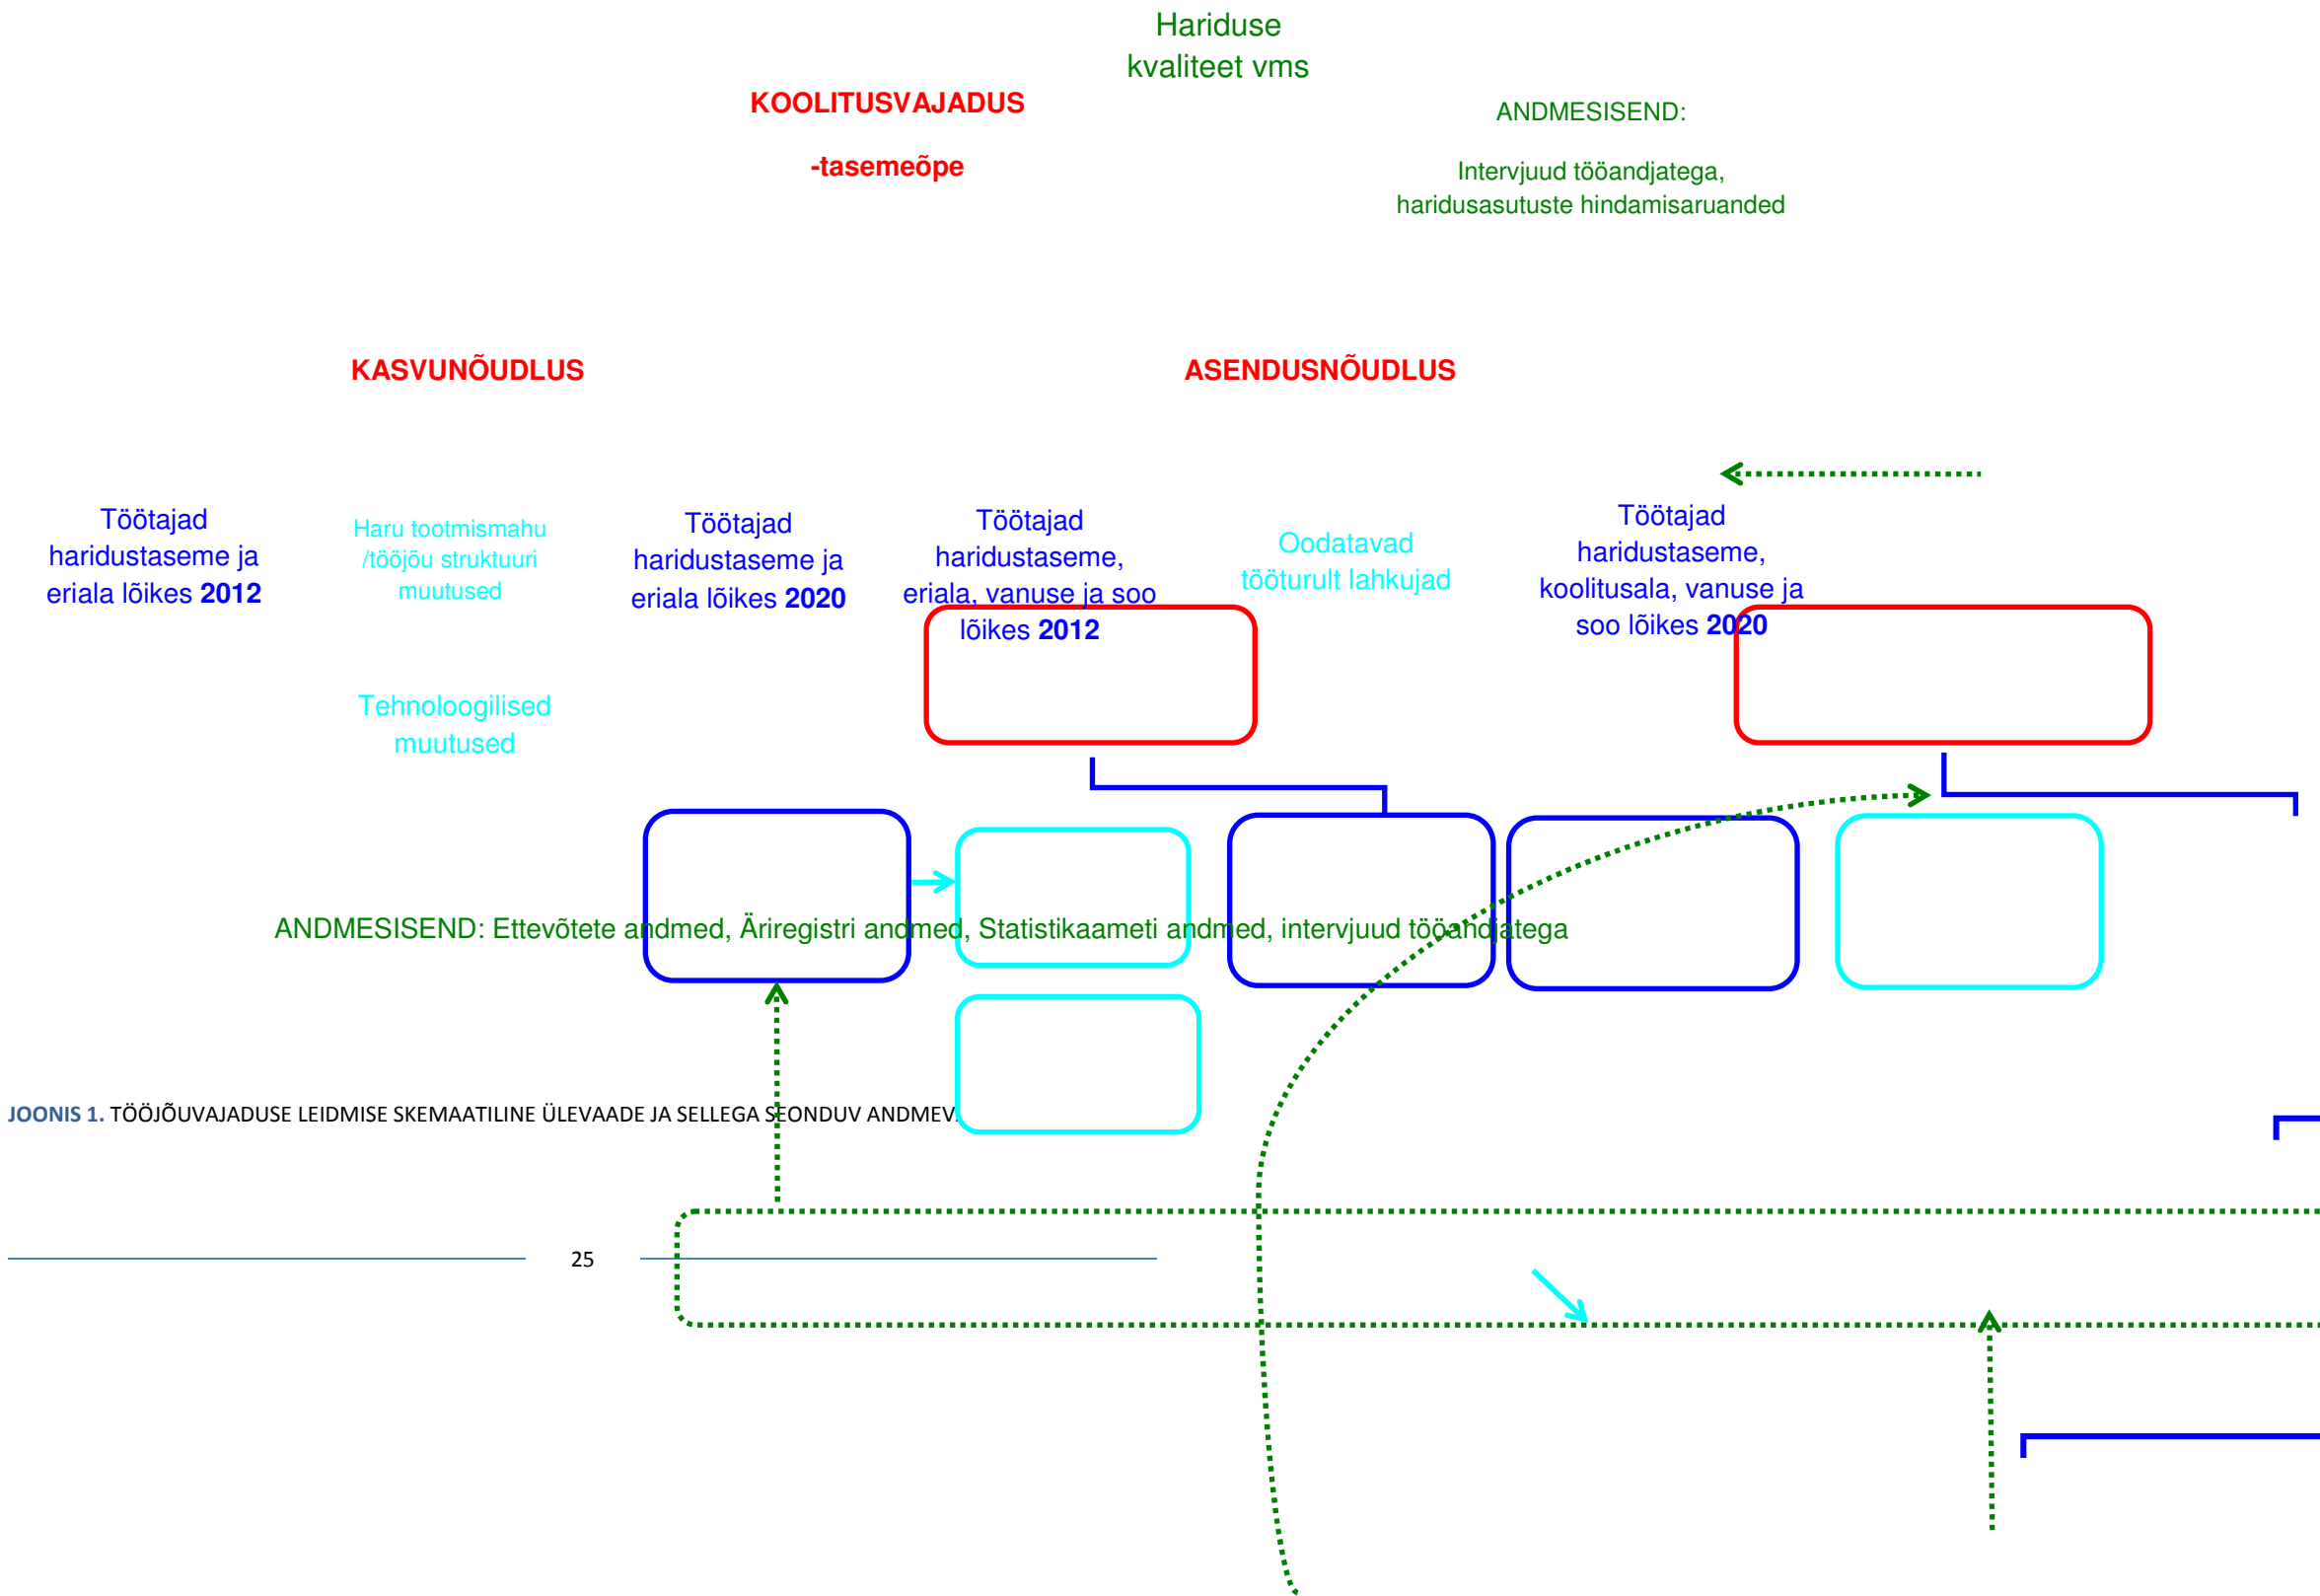 Hariduse
kvaliteet vms
KOOLITUSVAJADUS
-tasemeõpe
ANDMESISEND:
Intervjuud tööandjatega,
haridusasutuste hindamisaruanded
KASVUNÕUDLUS
ASENDUSNÕUDLUS
Töötajad
haridustaseme ja
eriala lõikes 2012
Haru tootmismahu
/tööjõu struktuuri
muutused
Töötajad
haridustaseme ja
eriala lõikes 2020
Töötajad
haridustaseme,
eriala, vanuse ja soo
lõikes 2012
Oodatavad
tööturult lahkujad
Töötajad
haridustaseme,
koolitusala, vanuse ja
soo lõikes 2020
Tehnoloogilised
muutused
ANDMESISEND: Ettevõtete andmed, Äriregistri andmed, Statistikaameti andmed, intervjuud tööandjatega
JOONIS 1. TÖÖJÕUVAJADUSE LEIDMISE SKEMAATILINE ÜLEVAADE JA SELLEGA SEONDUV ANDMEV
25